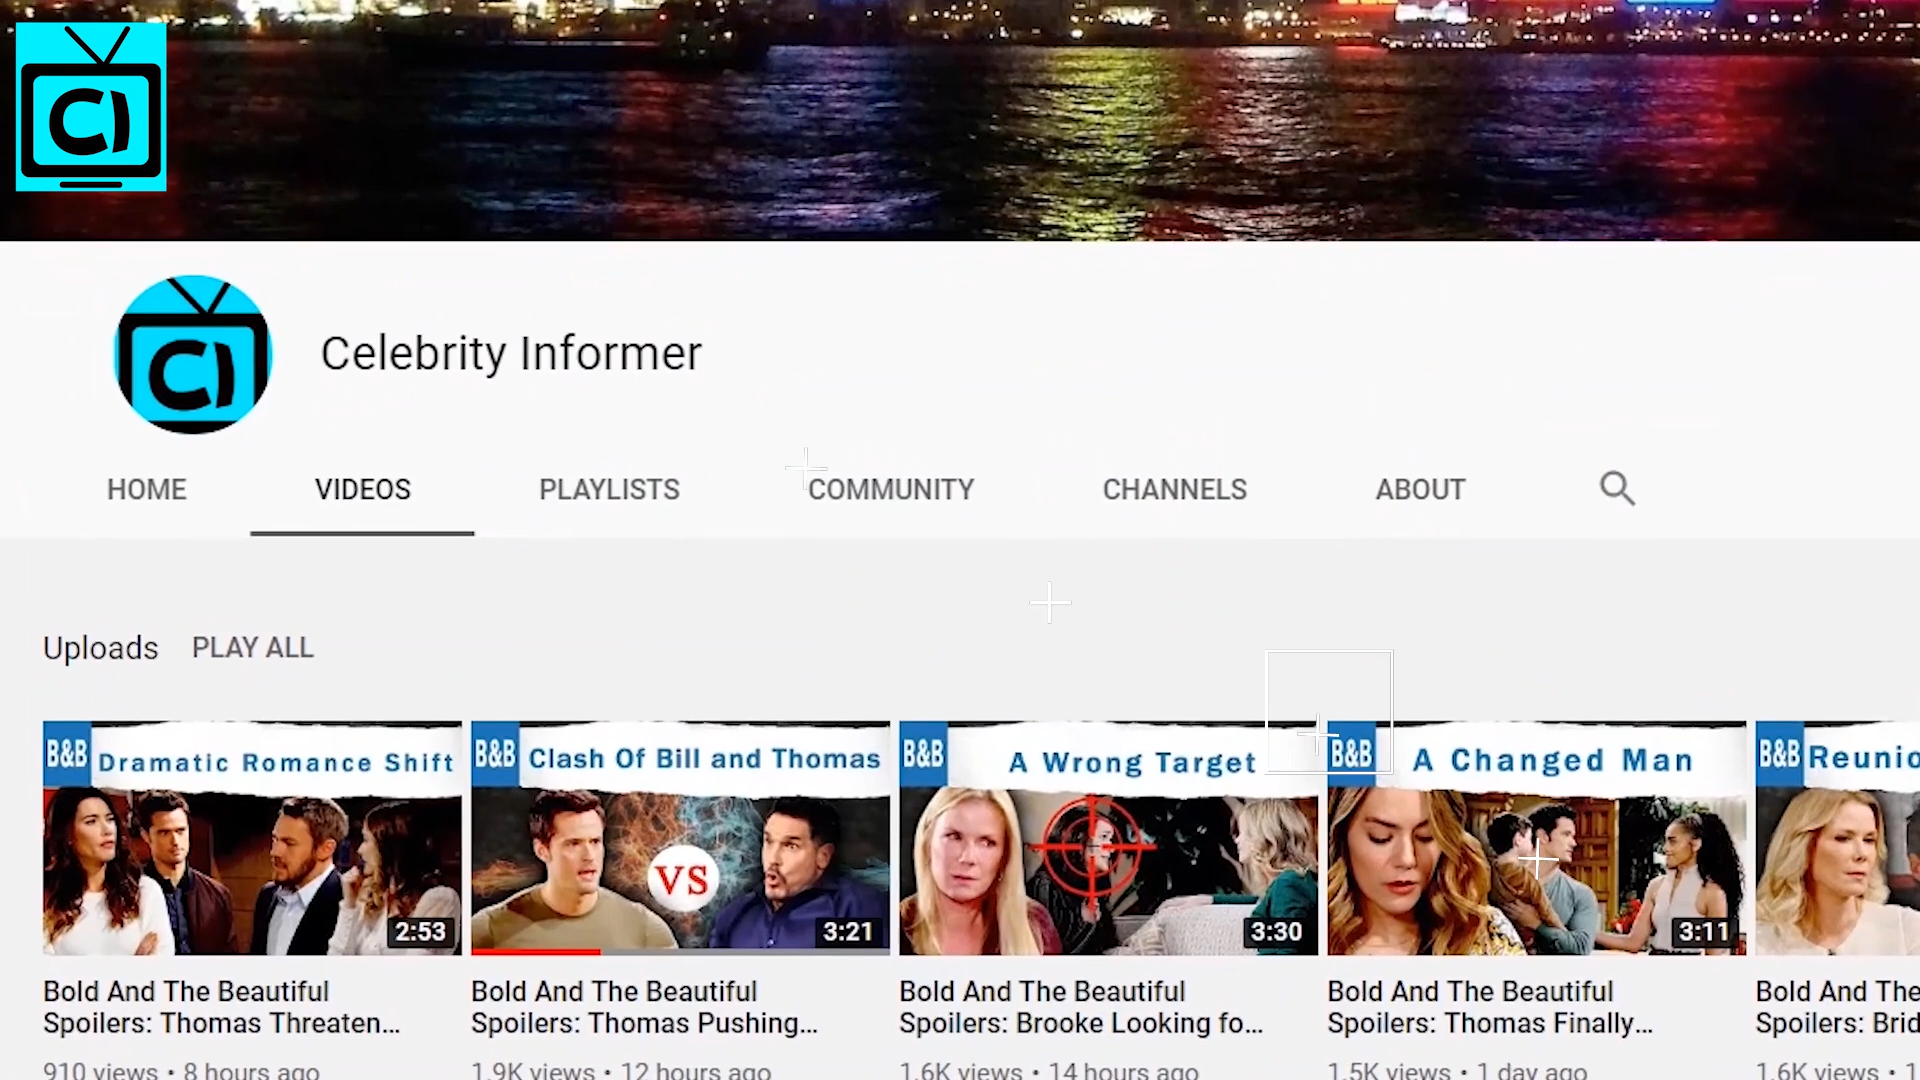 CI
CI
Celebrity Informer
HOME VIDEOS PLAYLISTS COMMUNITY CHANNELS ABOUT
Uploads PLAY ALL
B&B Dramatic Romance Shift
2:53
B&B Clash Of Bill and Thomas
VS
3:21
B&B A Wrong Target
3:30
B&B A Changed Man
3:11
B&B Reunio
Bold And The Beautiful
Spoilers: Thomas Threaten...
910 views • 8 hours ago
Bold And The Beautiful
Spoilers: Thomas Pushing...
1.9K views • 12 hours ago
Bold And The Beautiful
Spoilers: Brooke Looking fo...
1.6K views • 14 hours ago
Bold And The Beautiful
Spoilers: Thomas Finally...
1.5K views • 1 day ago
Bold And The
Spoilers: Brid
1.6K views • 1